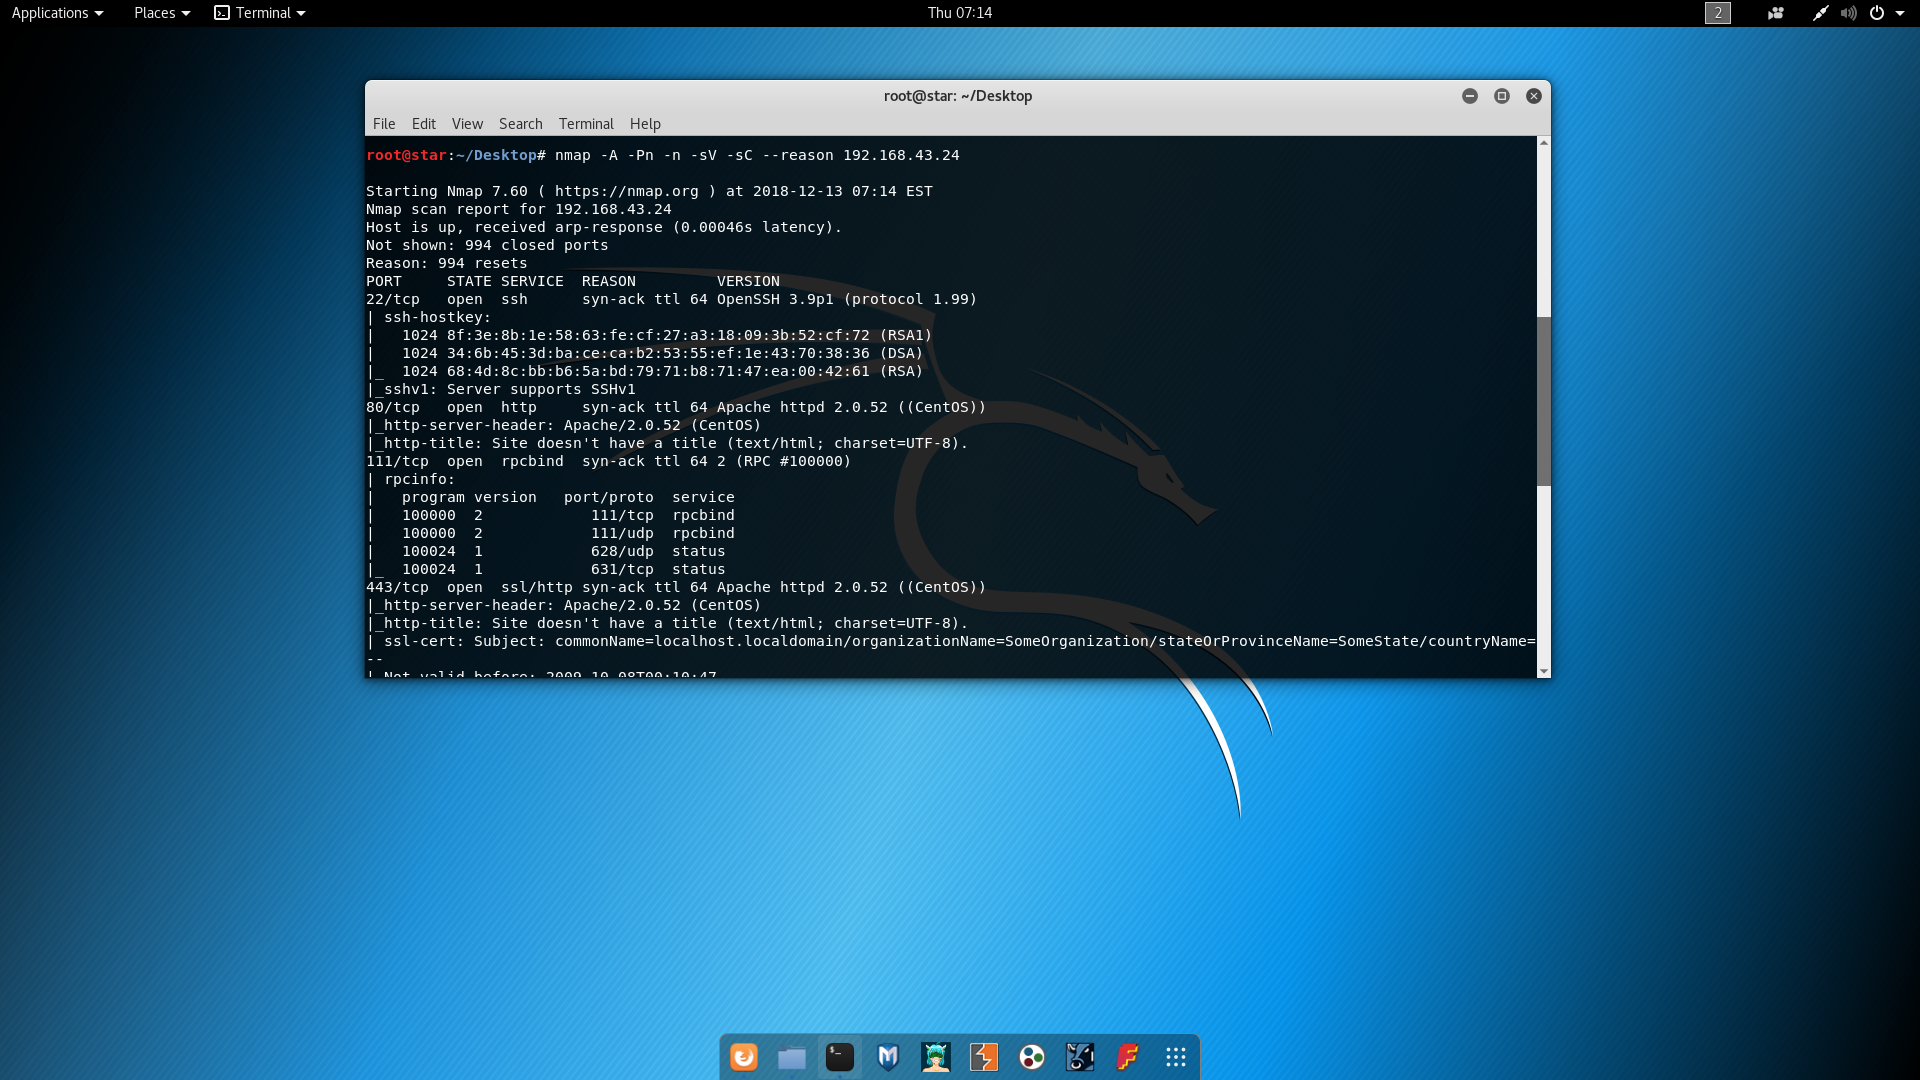 Applications Places Terminal Thu 07:14 2
root@star: ~/Desktop
File Edit View Search Terminal Help
root@star:~/Desktop# nmap -A -Pn -n -sV -sC --reason 192.168.43.24
Starting Nmap 7.60 ( https://nmap.org ) at 2018-12-13 07:14 EST
Nmap scan report for 192.168.43.24
Host is up, received arp-response (0.00046s latency).
Not shown: 994 closed ports
Reason: 994 resets
PORT     STATE SERVICE  REASON         VERSION
22/tcp   open  ssh      syn-ack ttl 64 OpenSSH 3.9p1 (protocol 1.99)
| ssh-hostkey:
|   1024 8f:3e:8b:1e:58:63:fe:cf:27:a3:18:09:3b:52:cf:72 (RSA1)
|   1024 34:6b:45:3d:ba:ce:ca:b2:53:55:ef:1e:43:70:38:36 (DSA)
|_  1024 68:4d:8c:bb:b6:5a:bd:79:71:b8:71:47:ea:00:42:61 (RSA)
|_sshv1: Server supports SSHv1
80/tcp   open  http     syn-ack ttl 64 Apache httpd 2.0.52 ((CentOS))
|_http-server-header: Apache/2.0.52 (CentOS)
|_http-title: Site doesn't have a title (text/html; charset=UTF-8).
111/tcp  open  rpcbind  syn-ack ttl 64 2 (RPC #100000)
| rpcinfo:
|   program version   port/proto  service
|   100000  2            111/tcp  rpcbind
|   100000  2            111/udp  rpcbind
|   100024  1            628/udp  status
|_  100024  1            631/tcp  status
443/tcp  open  ssl/http syn-ack ttl 64 Apache httpd 2.0.52 ((CentOS))
|_http-server-header: Apache/2.0.52 (CentOS)
|_http-title: Site doesn't have a title (text/html; charset=UTF-8).
| ssl-cert: Subject: commonName=localhost.localdomain/organizationName=SomeOrganization/stateOrProvinceName=SomeState/countryName=
--
| Not valid before: 2009-10-08T00:10:47